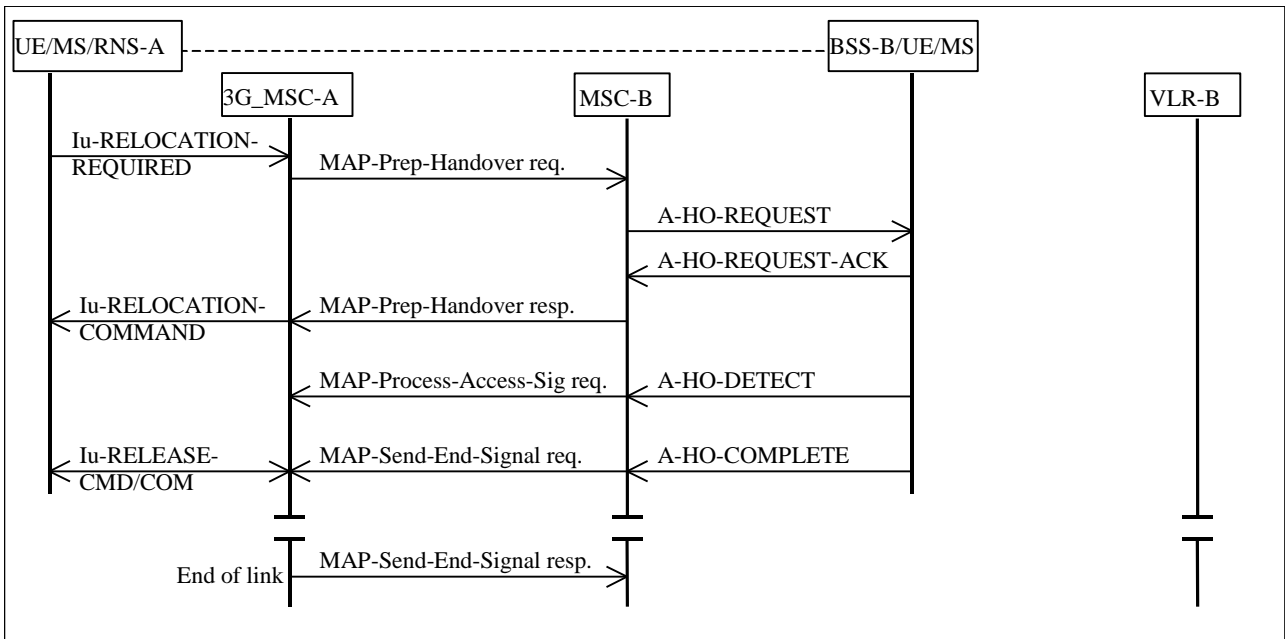 UE/MS/RNS-A
BSS-B/UE/MS
3G_MSC-A
MSC-B
VLR-B
Iu-RELOCATION-
REQUIRED
MAP-Prep-Handover req.
A-HO-REQUEST
A-HO-REQUEST-ACK
Iu-RELOCATION-
COMMAND
MAP-Prep-Handover resp.
MAP-Process-Access-Sig req.
A-HO-DETECT
Iu-RELEASE-
CMD/COM
MAP-Send-End-Signal req.
A-HO-COMPLETE
End of link
MAP-Send-End-Signal resp.